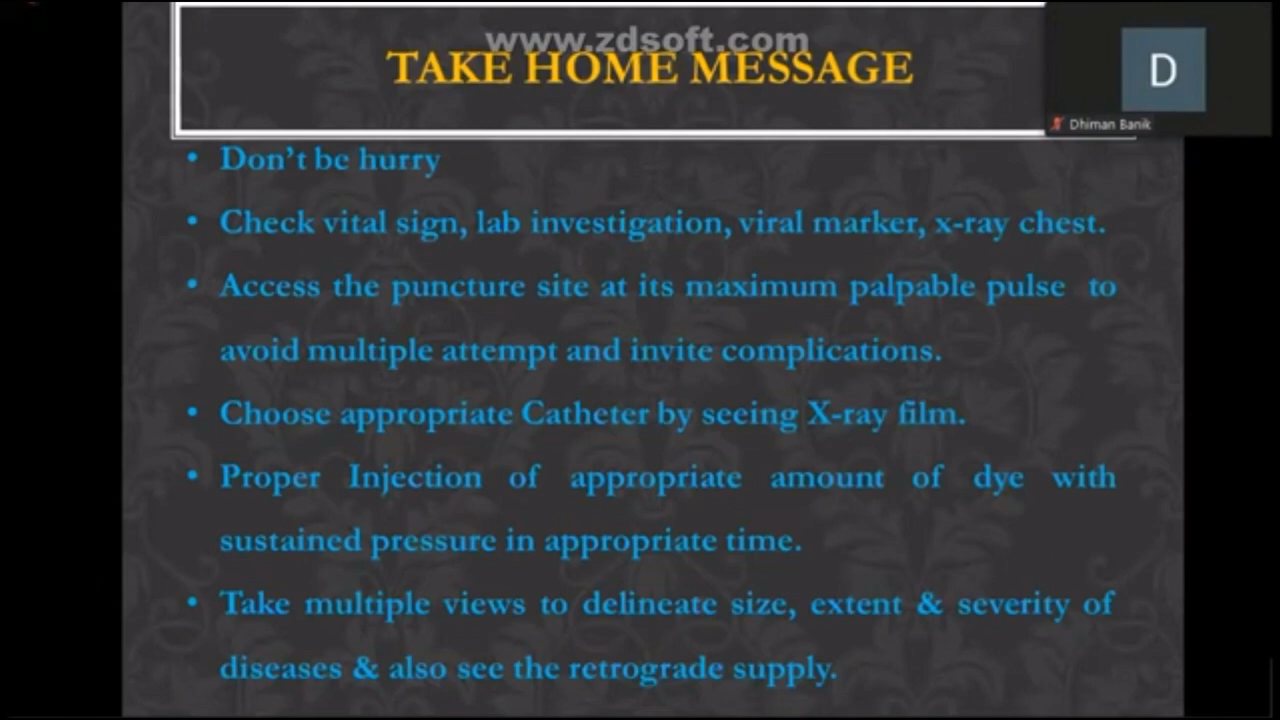 www.zdsoft.com
TAKE HOME MESSAGE
D
Dhiman Banik
• Don't be hurry
• Check vital sign, lab investigation, viral marker, x-ray chest.
• Access the puncture site at its maximum palpable pulse to
avoid multiple attempt and invite complications.
• Choose appropriate Catheter by seeing X-ray film.
• Proper Injection of appropriate amount of dye with
sustained pressure in appropriate time.
• Take multiple views to delineate size, extent & severity of
diseases & also see the retrograde supply.